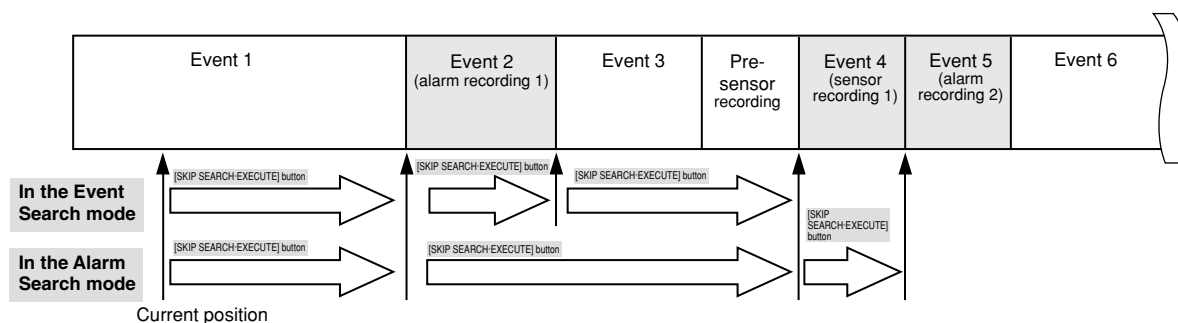 Event 1
Event 2
(alarm recording 1)
Event 3
Pre-
sensor
recording
Event 4
(sensor
recording 1)
Event 5
(alarm
recording 2)
Event 6
In the Event
Search mode
[SKIP SEARCH·EXECUTE] button
[SKIP SEARCH·EXECUTE] button
[SKIP SEARCH·EXECUTE] button
In the Alarm
Search mode
[SKIP SEARCH·EXECUTE] button
[SKIP SEARCH·EXECUTE] button
[SKIP
SEARCH·EXECUTE]
button
Current position